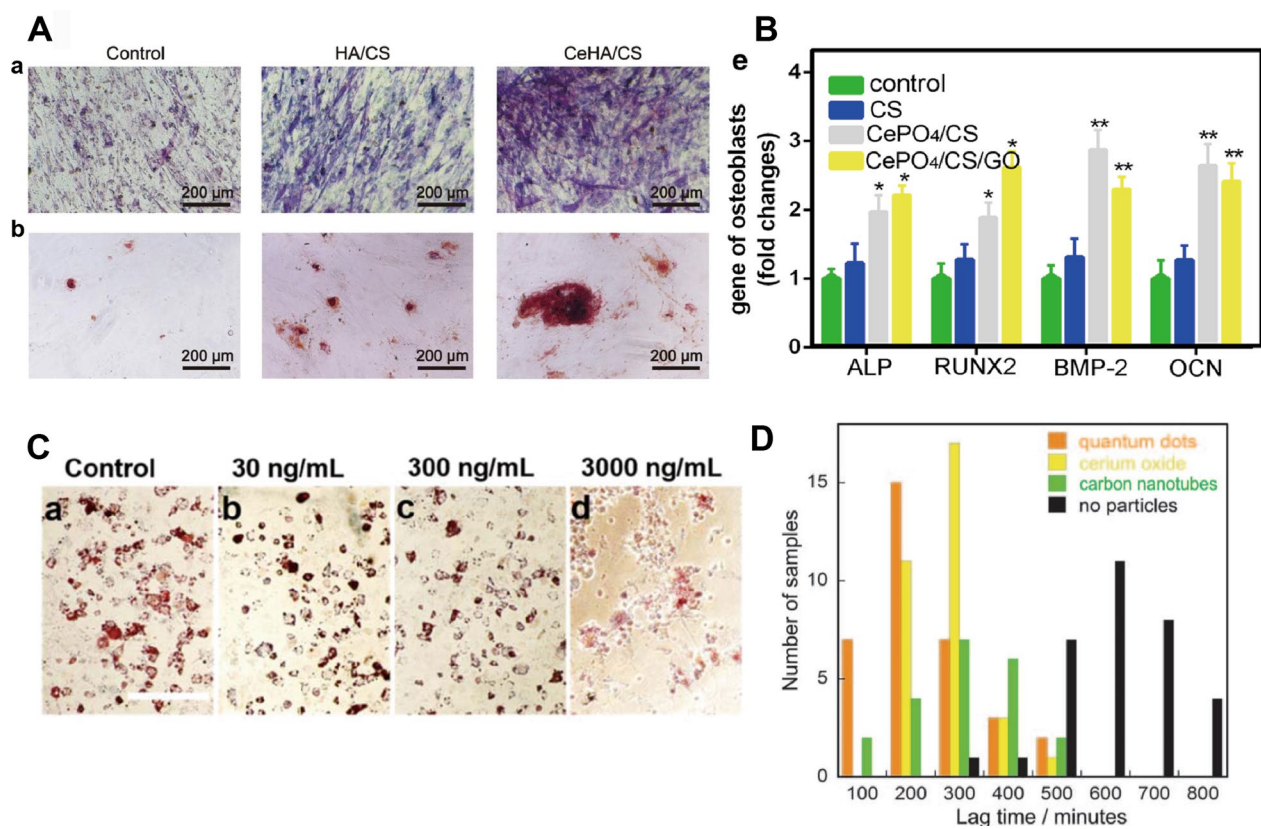 A
Control HA/CS CeHA/CS
a
200 µm 200 µm 200 µm
b
200 µm 200 µm 200 µm
B
e
gene of osteoblasts
(fold changes)
4
3
2
1
0
control
CS
CePO₄/CS
CePO₄/CS/GO
* * * * ** ** ** **
ALP RUNX2 BMP-2 OCN
C
Control 30 ng/mL 300 ng/mL 3000 ng/mL
a b c d
D
Number of samples
15
10
5
0
quantum dots
cerium oxide
carbon nanotubes
no particles
100 200 300 400 500 600 700 800
Lag time / minutes